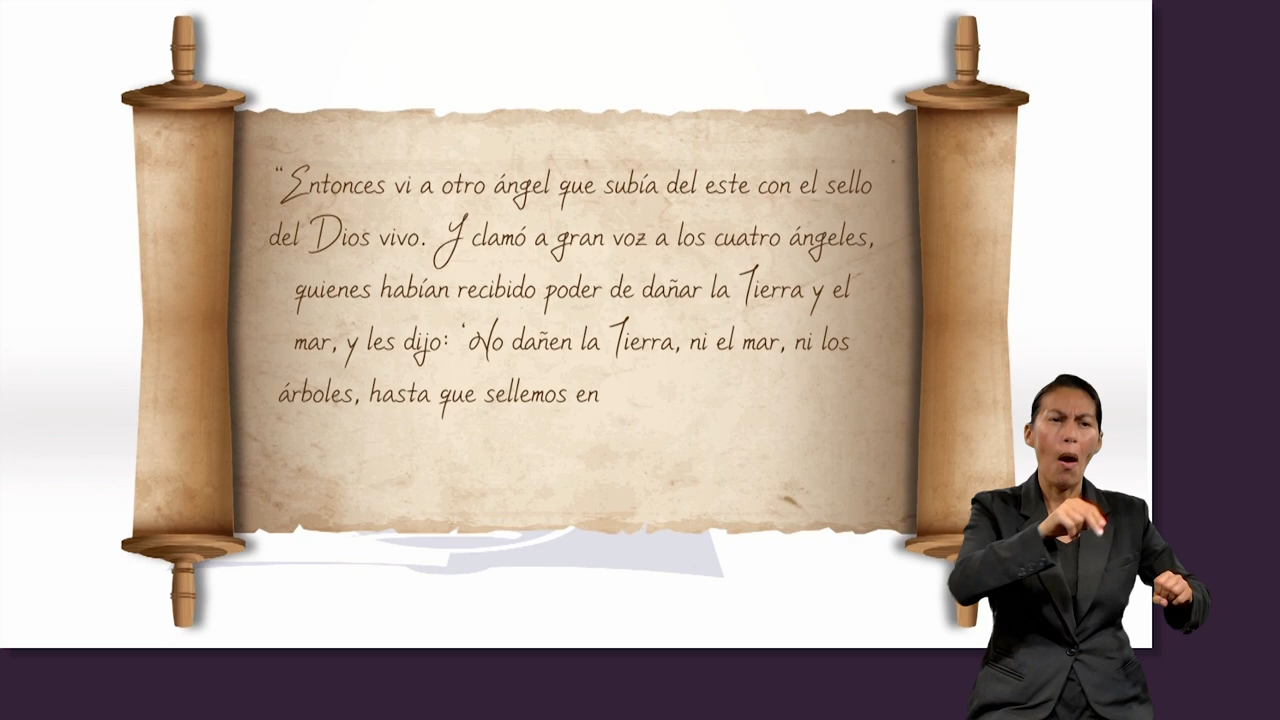 “Entonces vi a otro ángel que subía del este con el sello
del Dios vivo. Y clamó a gran voz a los cuatro ángeles,
quienes habían recibido poder de dañar la Tierra y el
mar, y les dijo: ‘No dañen la Tierra, ni el mar, ni los
árboles, hasta que sellemos en